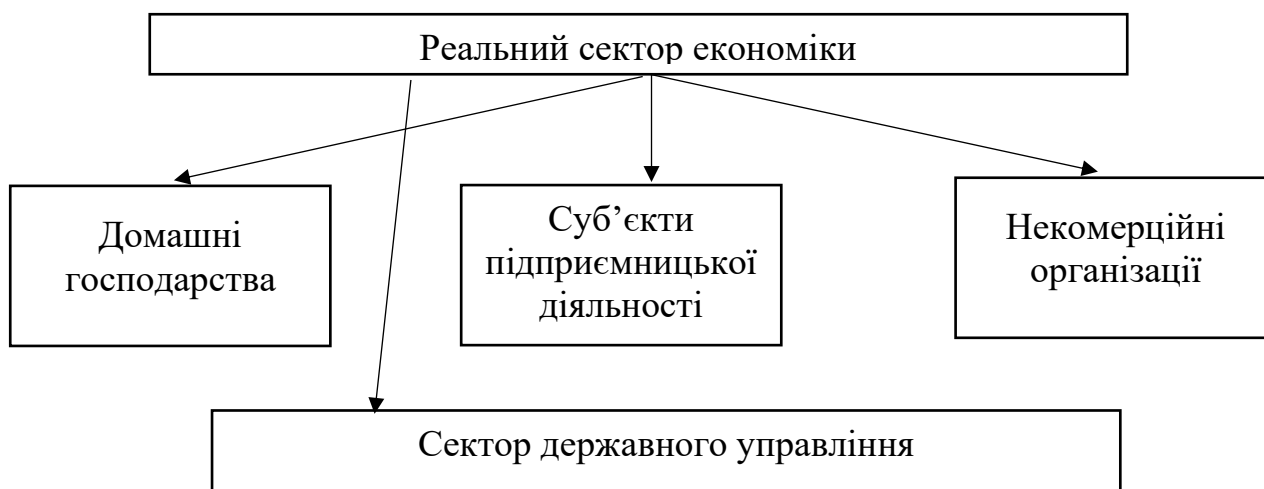 Реальний сектор економіки
Домашні
господарства
Суб’єкти
підприємницької
діяльності
Некомерційні
організації
Сектор державного управління